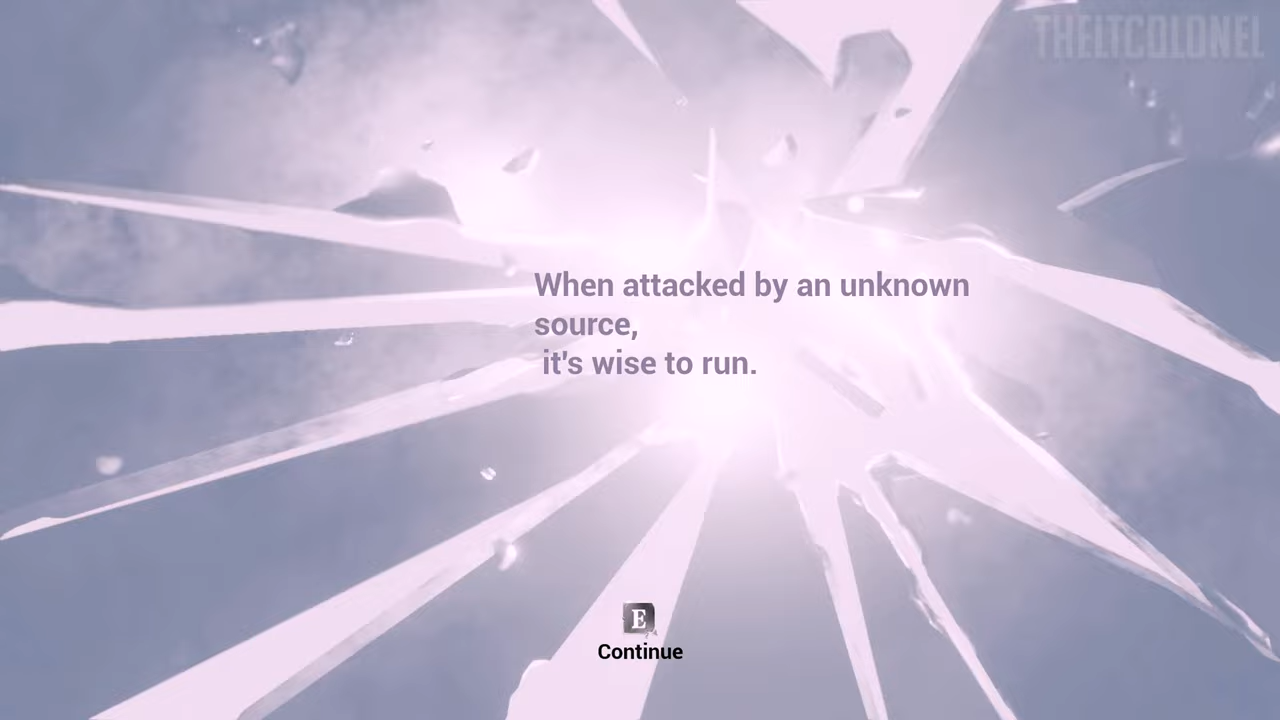 THELTCOLONEL
When attacked by an unknown
source,
it's wise to run.
E
Continue